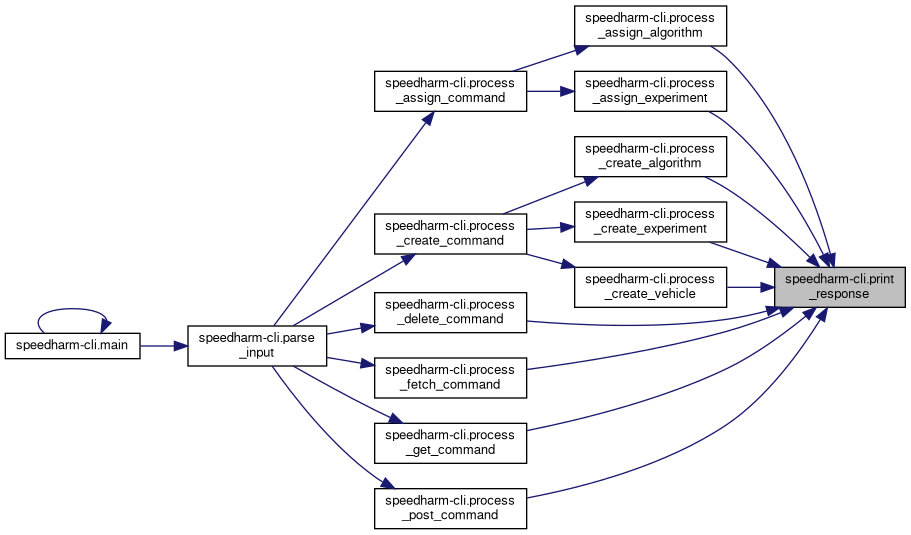 speedharm-cli.process
_assign_algorithm
speedharm-cli.process
_assign_command
speedharm-cli.process
_assign_experiment
speedharm-cli.process
_create_algorithm
speedharm-cli.process
_create_command
speedharm-cli.process
_create_experiment
speedharm-cli.print
_response
speedharm-cli.process
_create_vehicle
speedharm-cli.process
_delete_command
speedharm-cli.main
speedharm-cli.parse
_input
speedharm-cli.process
_fetch_command
speedharm-cli.process
_get_command
speedharm-cli.process
_post_command